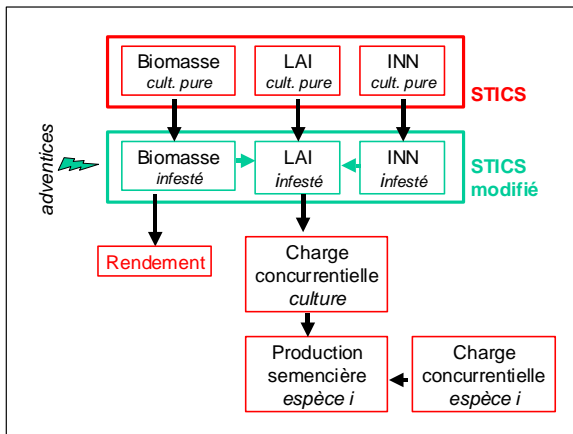 Biomasse
cult. pure
LAI
cult. pure
INN
cult. pure
STICS
adventices
Biomasse
infesté
LAI
infesté
INN
infesté
STICS
modifié
Rendement
Charge
concurrentielle
culture
Production
semencière
espèce i
Charge
concurrentielle
espèce i